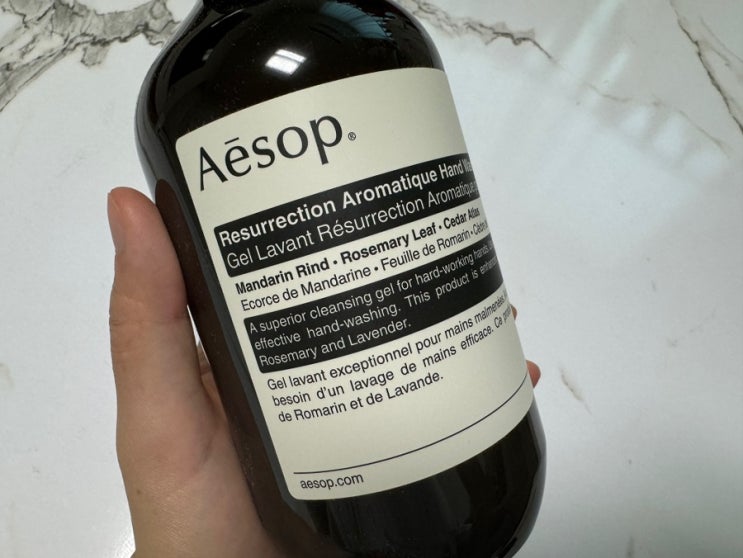 Aēsop®
Resurrection Aromatique Hand
Gel Lavant Résurrection Aromatique
Mandarin Rind • Rosemary Leaf • Cedar Atlas
Ecorce de Mandarine • Feuille de Romarin •
A superior cleansing gel for hard-working hands,
effective hand-washing. This product is
Rosemary and Lavender.
Gel lavant exceptionnel pour mains malmenées
besoin d'un lavage de mains efficace. Ce
de Romarin et de Lavande.
aesop.com